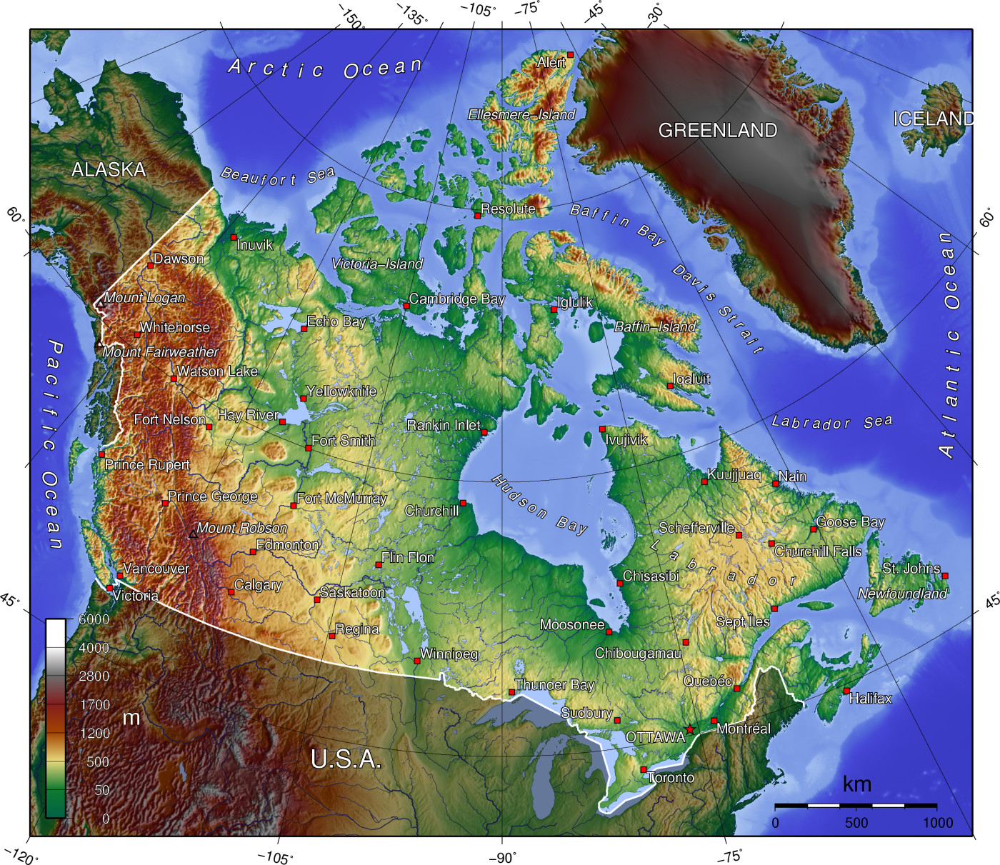 −150°
−135°
−105°
−75°
−45°
−30°
Arctic Ocean
Alert
Ellesmere−Island
GREENLAND
ICELAND
ALASKA
Beaufort Sea
Resolute
Baffin Bay
60°
60°
Inuvik
Dawson
Victoria−Island
Davis Strait
Mount Logan
Cambridge Bay
Iglulik
Whitehorse
Echo Bay
Baffin−Island
Mount Fairweather
Watson Lake
Iqaluit
Pacific Ocean
Atlantic Ocean
Yellowknife
Fort Nelson
Hay River
Rankin Inlet
Labrador Sea
Fort Smith
Ivujivik
Prince Rupert
Kuujjuaq
Nain
Hudson Bay
Prince George
Fort McMurray
Churchill
Mount Robson
Schefferville
Goose Bay
Edmonton
Flin Flon
Churchill Falls
Labrador
Vancouver
Chisasibi
St. Johns
Victoria
Calgary
Saskatoon
Newfoundland
45°
45°
Regina
Moosonee
Sept Îles
Winnipeg
Chibougamau
Thunder Bay
Quebéc
Halifax
Sudbury
OTTAWA
Montréal
U.S.A.
Toronto
6000
4000
2800
1700
m
1200
500
50
0
km
0
500
1000
−120°
−105°
−90°
−75°